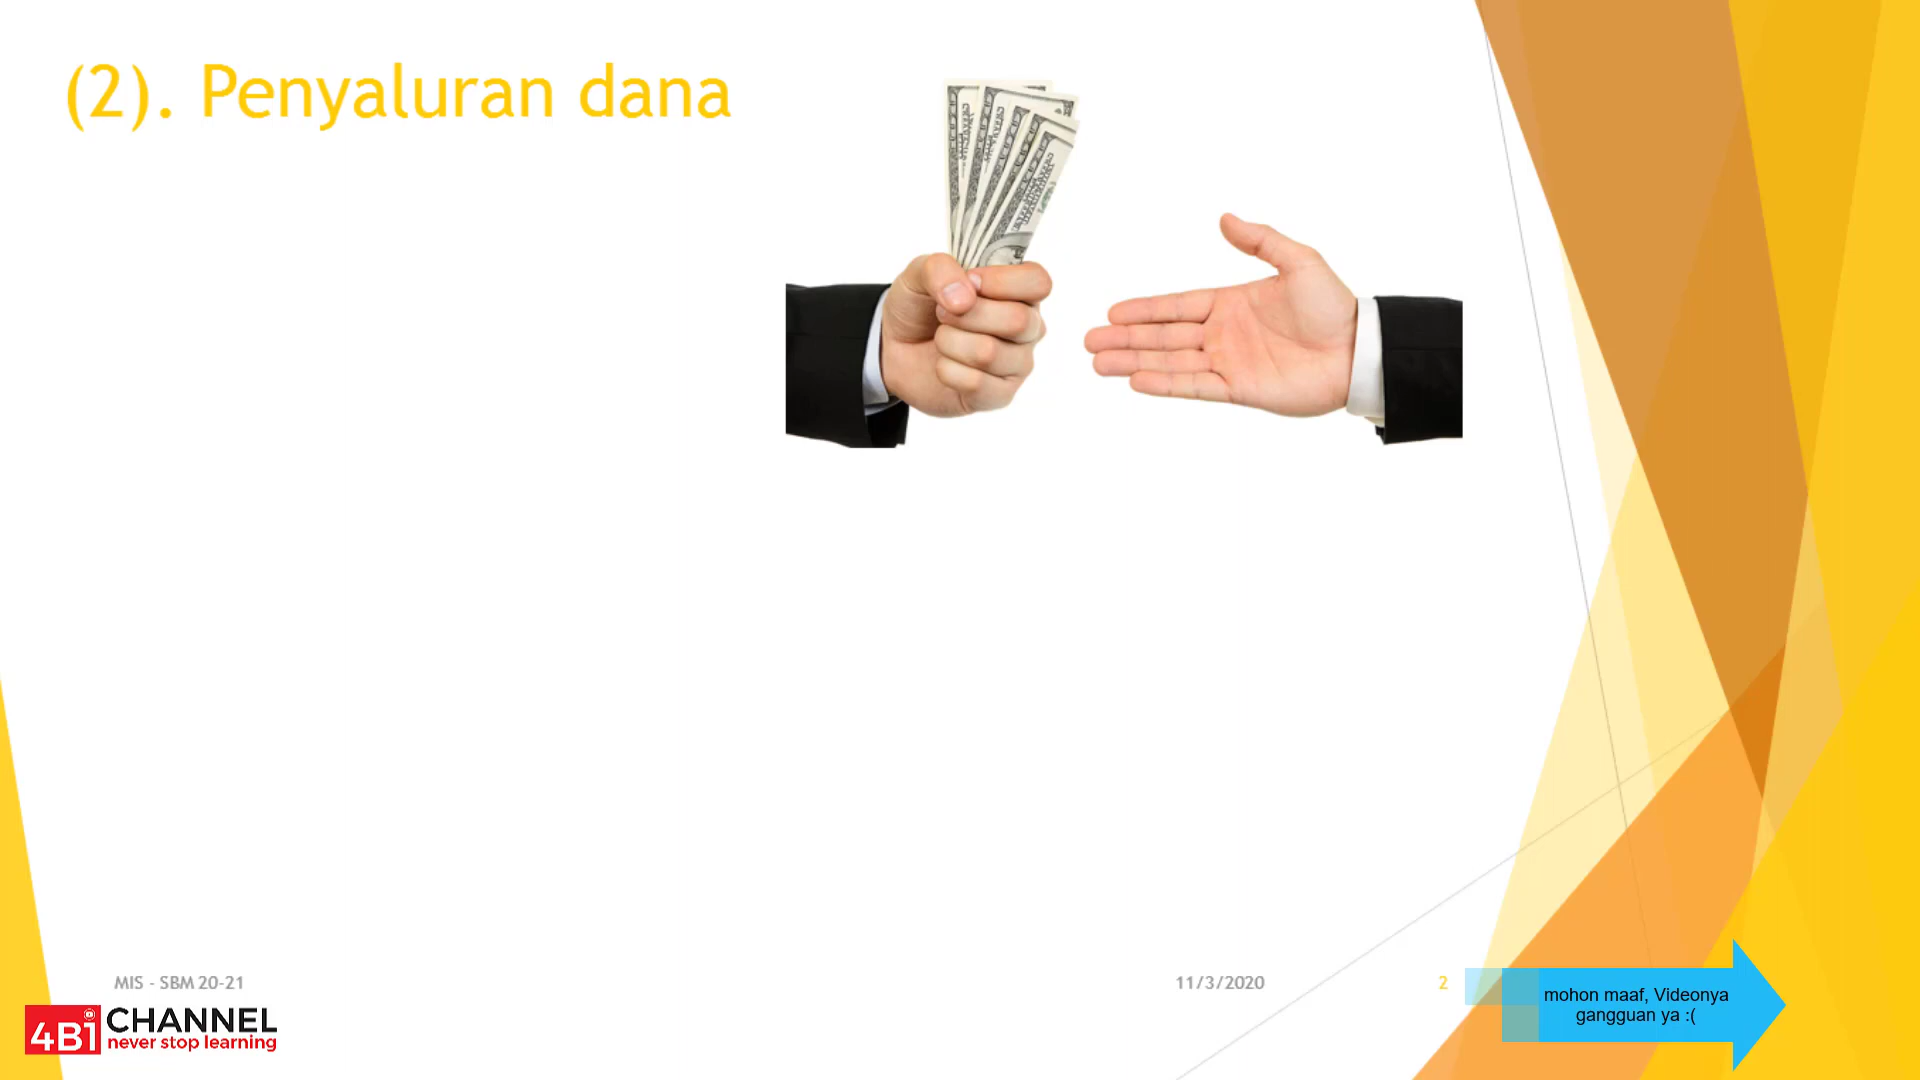 (2). Penyaluran dana
MIS - SBM 20-21
11/3/2020
2
mohon maaf, Videonya
gangguan ya :(
4Bi CHANNEL
never stop learning